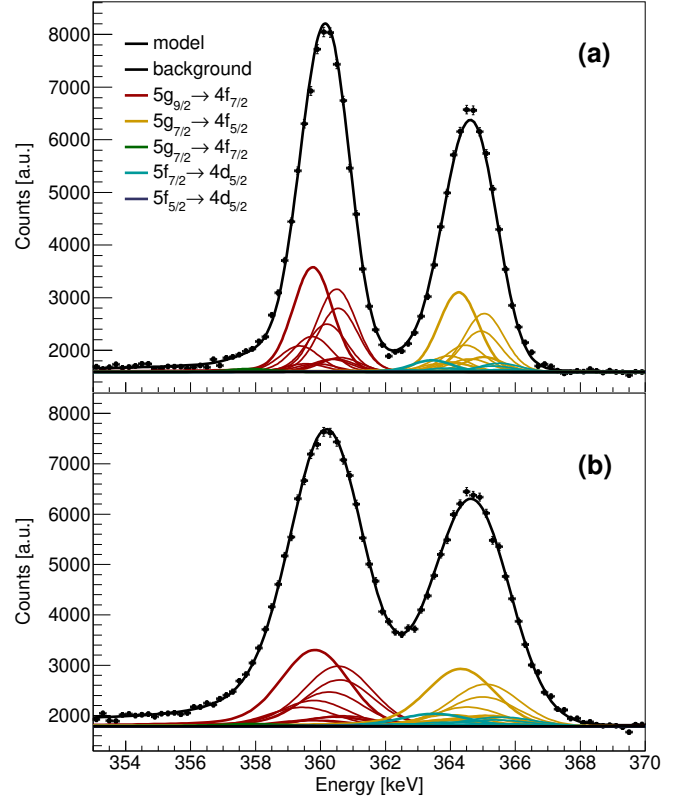 8000
7000
6000
5000
4000
3000
2000
Counts [a.u.]
model
background
5g9/2 → 4f7/2
5g7/2 → 4f5/2
5g7/2 → 4f7/2
5f7/2 → 4d5/2
5f5/2 → 4d5/2
(a)
8000
7000
6000
5000
4000
3000
2000
Counts [a.u.]
(b)
354 356 358 360 362 364 366 368 370
Energy [keV]